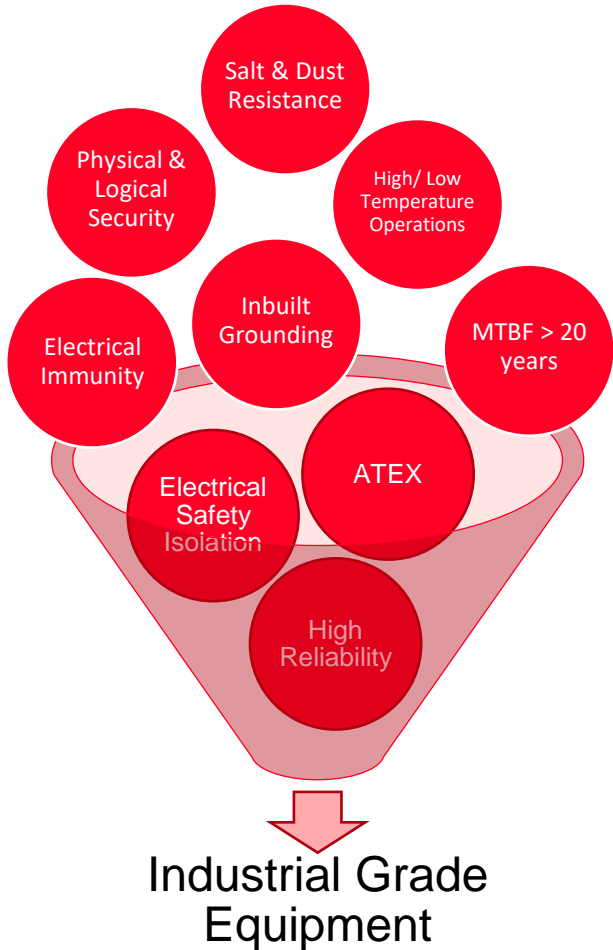 Salt & Dust
Resistance
Physical &
Logical
Security
High/ Low
Temperature
Operations
Inbuilt
Grounding
Electrical
Immunity
MTBF > 20
years
Electrical
Safety
Isolation
ATEX
High
Reliability
Industrial Grade
Equipment